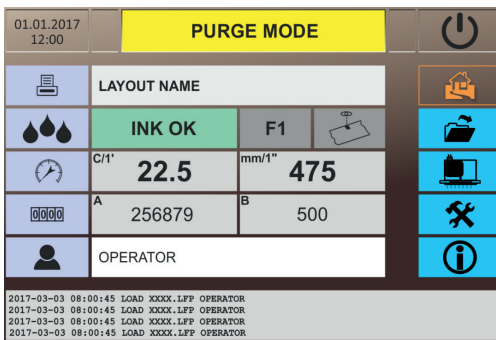 01.01.2017
12:00
PURGE MODE
LAYOUT NAME
INK OK
F1
C/1'
22.5
mm/1"
475
0000
A
256879
B
500
OPERATOR
2017-03-03 08:00:45 LOAD XXXX.LFP OPERATOR
2017-03-03 08:00:45 LOAD XXXX.LFP OPERATOR
2017-03-03 08:00:45 LOAD XXXX.LFP OPERATOR
2017-03-03 08:00:45 LOAD XXXX.LFP OPERATOR